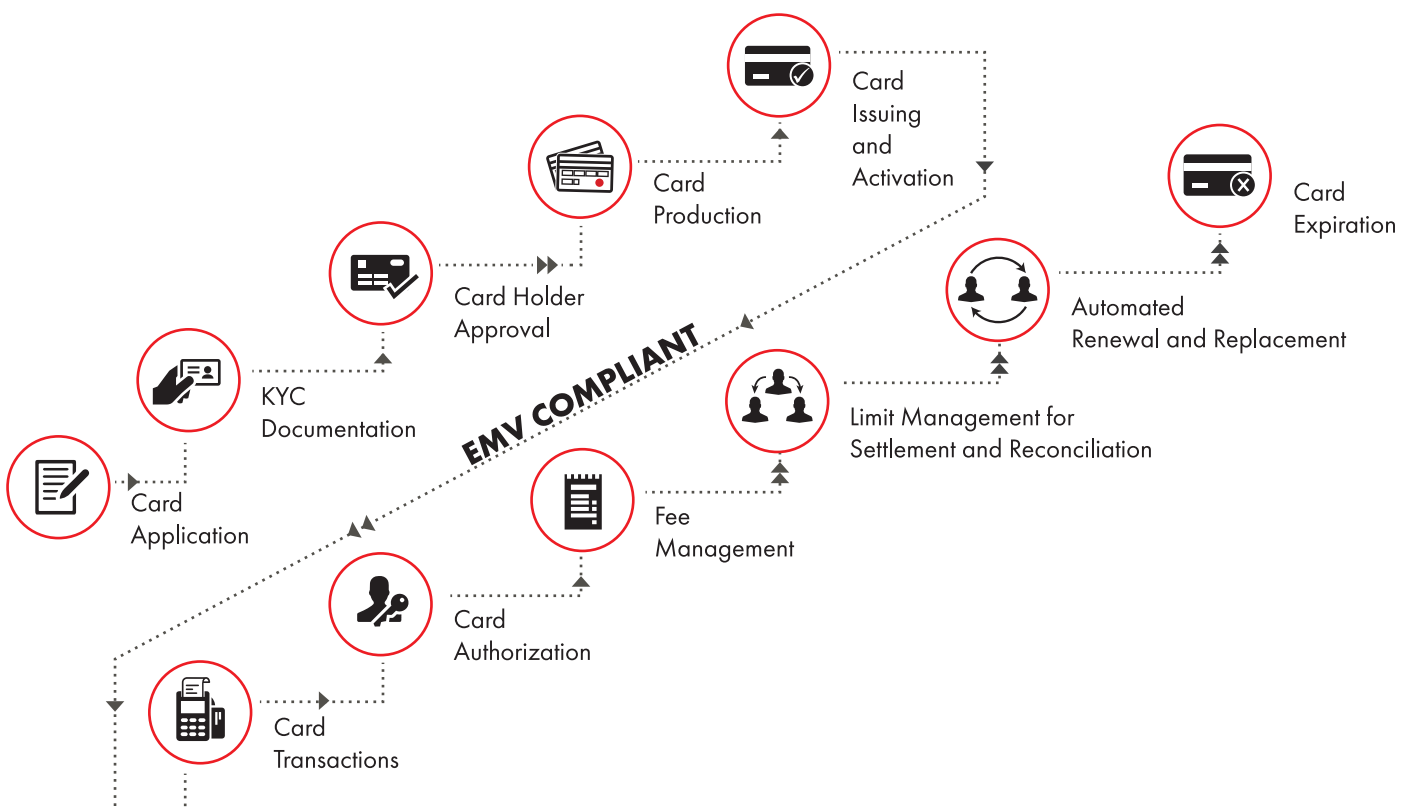 Card
Application
KYC
Documentation
Card Holder
Approval
Card
Production
Card
Issuing
and
Activation
EMV COMPLIANT
Card
Transactions
Card
Authorization
Fee
Management
Limit Management for
Settlement and Reconciliation
Automated
Renewal and Replacement
Card
Expiration